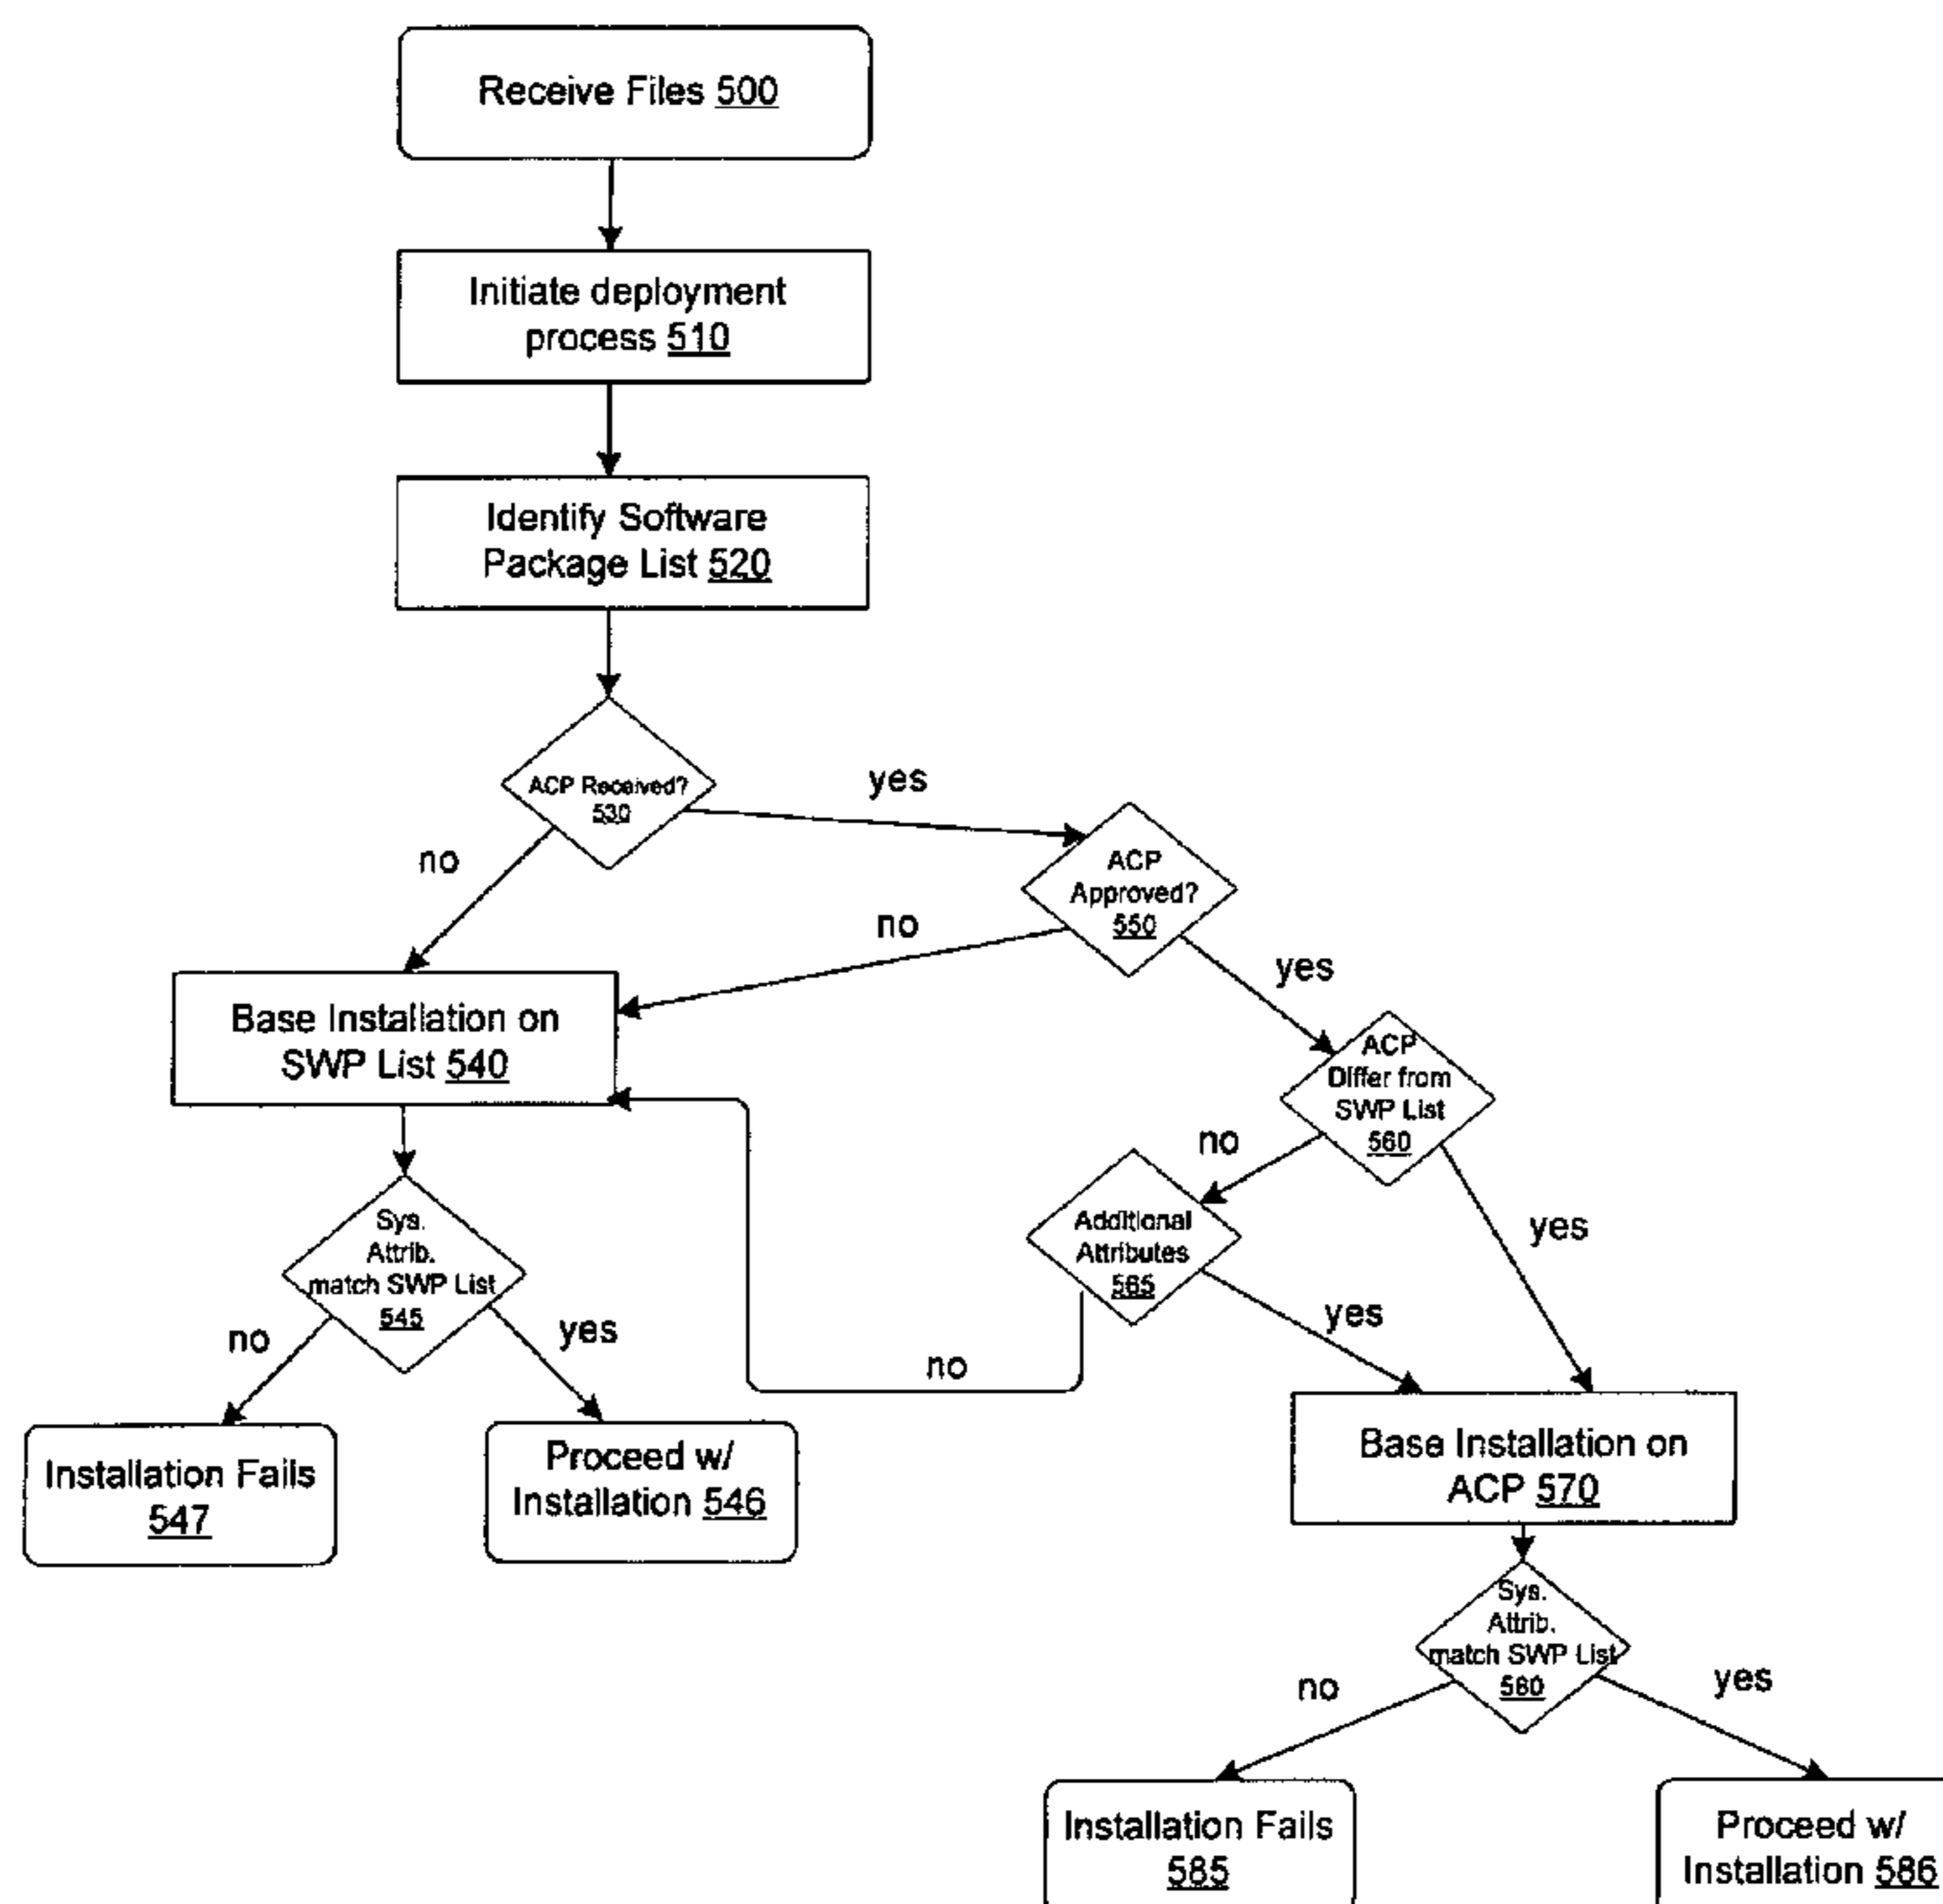 Receive Files 500
Initiate deployment
process 510
Identify Software
Package List 520
ACP Received?
530
yes
no
ACP
Approved?
550
no
yes
Base Installation on
SWP List 540
ACP
Differ from
SWP List
560
no
yes
Sys.
Attrib.
match SWP List
545
Additional
Attributes
565
no
yes
yes
no
Installation Fails
547
Proceed w/
Installation 546
Base Installation on
ACP 570
Sys.
Attrib.
match SWP List
580
no
yes
Installation Fails
585
Proceed w/
Installation 586